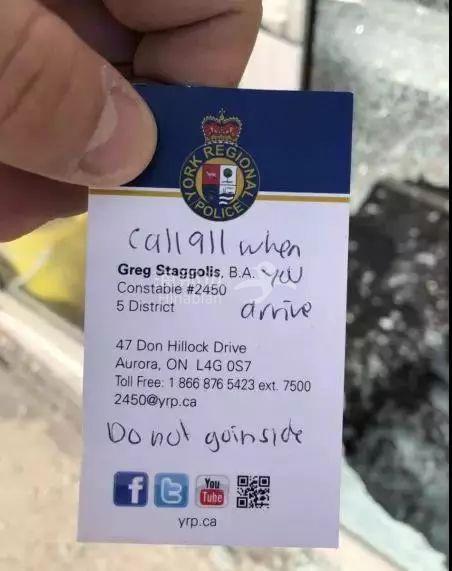 YORK REGIONAL
POLICE
call 911 when
Greg Staggolis, B.A. you
Constable #2450
5 District arrive
47 Don Hillock Drive
Aurora, ON L4G 0S7
Toll Free: 1 866 876 5423 ext. 7500
2450@yrp.ca
Do not go inside
f t You Tube
yrp.ca